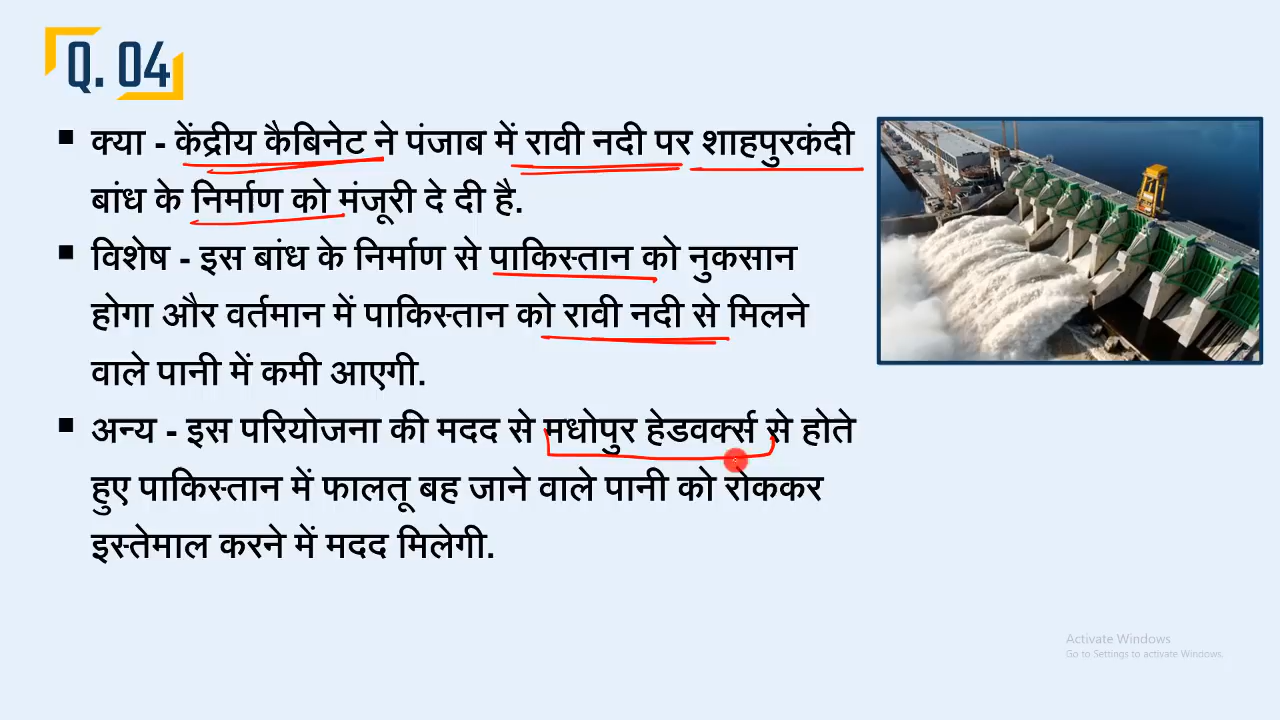 Q. 04
▪ क्या - केंद्रीय कैबिनेट ने पंजाब में रावी नदी पर शाहपुरकंदी
बांध के निर्माण को मंजूरी दे दी है.
▪ विशेष - इस बांध के निर्माण से पाकिस्तान को नुकसान
होगा और वर्तमान में पाकिस्तान को रावी नदी से मिलने
वाले पानी में कमी आएगी.
▪ अन्य - इस परियोजना की मदद से मधोपुर हेडवर्क्स से होते
हुए पाकिस्तान में फालतू बह जाने वाले पानी को रोककर
इस्तेमाल करने में मदद मिलेगी.
Activate Windows
Go to Settings to activate Windows.